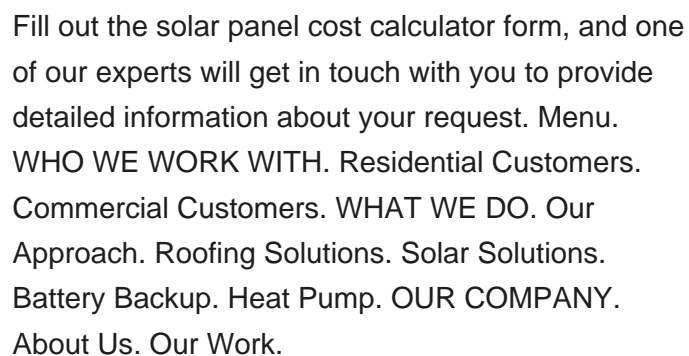 Fill out the solar panel cost calculator form, and one
of our experts will get in touch with you to provide
detailed information about your request. Menu.
WHO WE WORK WITH. Residential Customers.
Commercial Customers. WHAT WE DO. Our
Approach. Roofing Solutions. Solar Solutions.
Battery Backup. Heat Pump. OUR COMPANY.
About Us. Our Work.